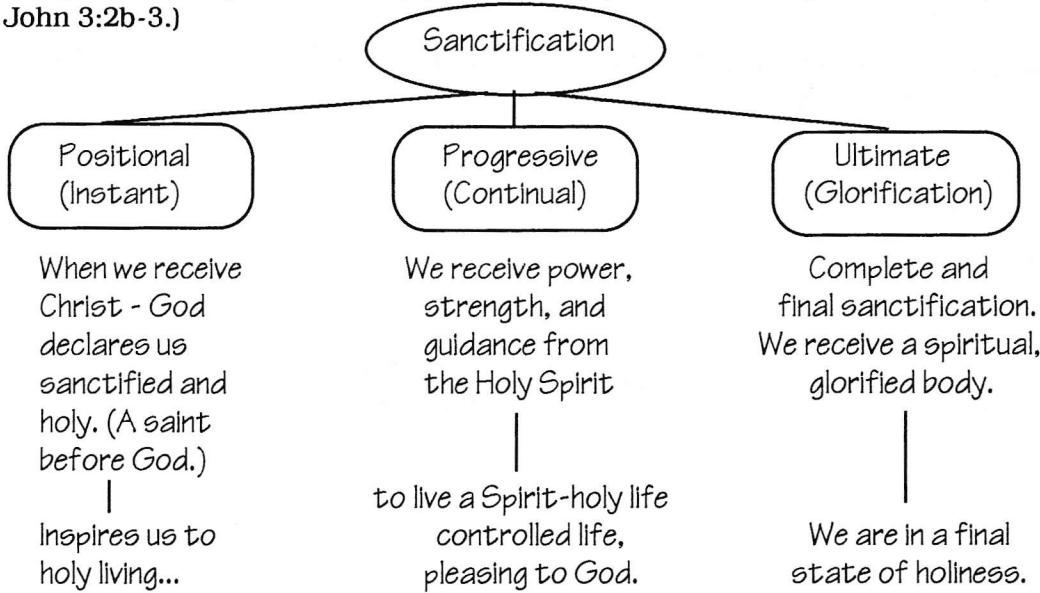 John 3:2b-3.)
Sanctification
Positional
(Instant)
When we receive
Christ - God
declares us
sanctified and
holy. (A saint
before God.)
Inspires us to
holy living...
Progressive
(Continual)
We receive power,
strength, and
guidance from
the Holy Spirit
to live a Spirit-holy life
controlled life,
pleasing to God.
Ultimate
(Glorification)
Complete and
final sanctification.
We receive a spiritual,
glorified body.
We are in a final
state of holiness.